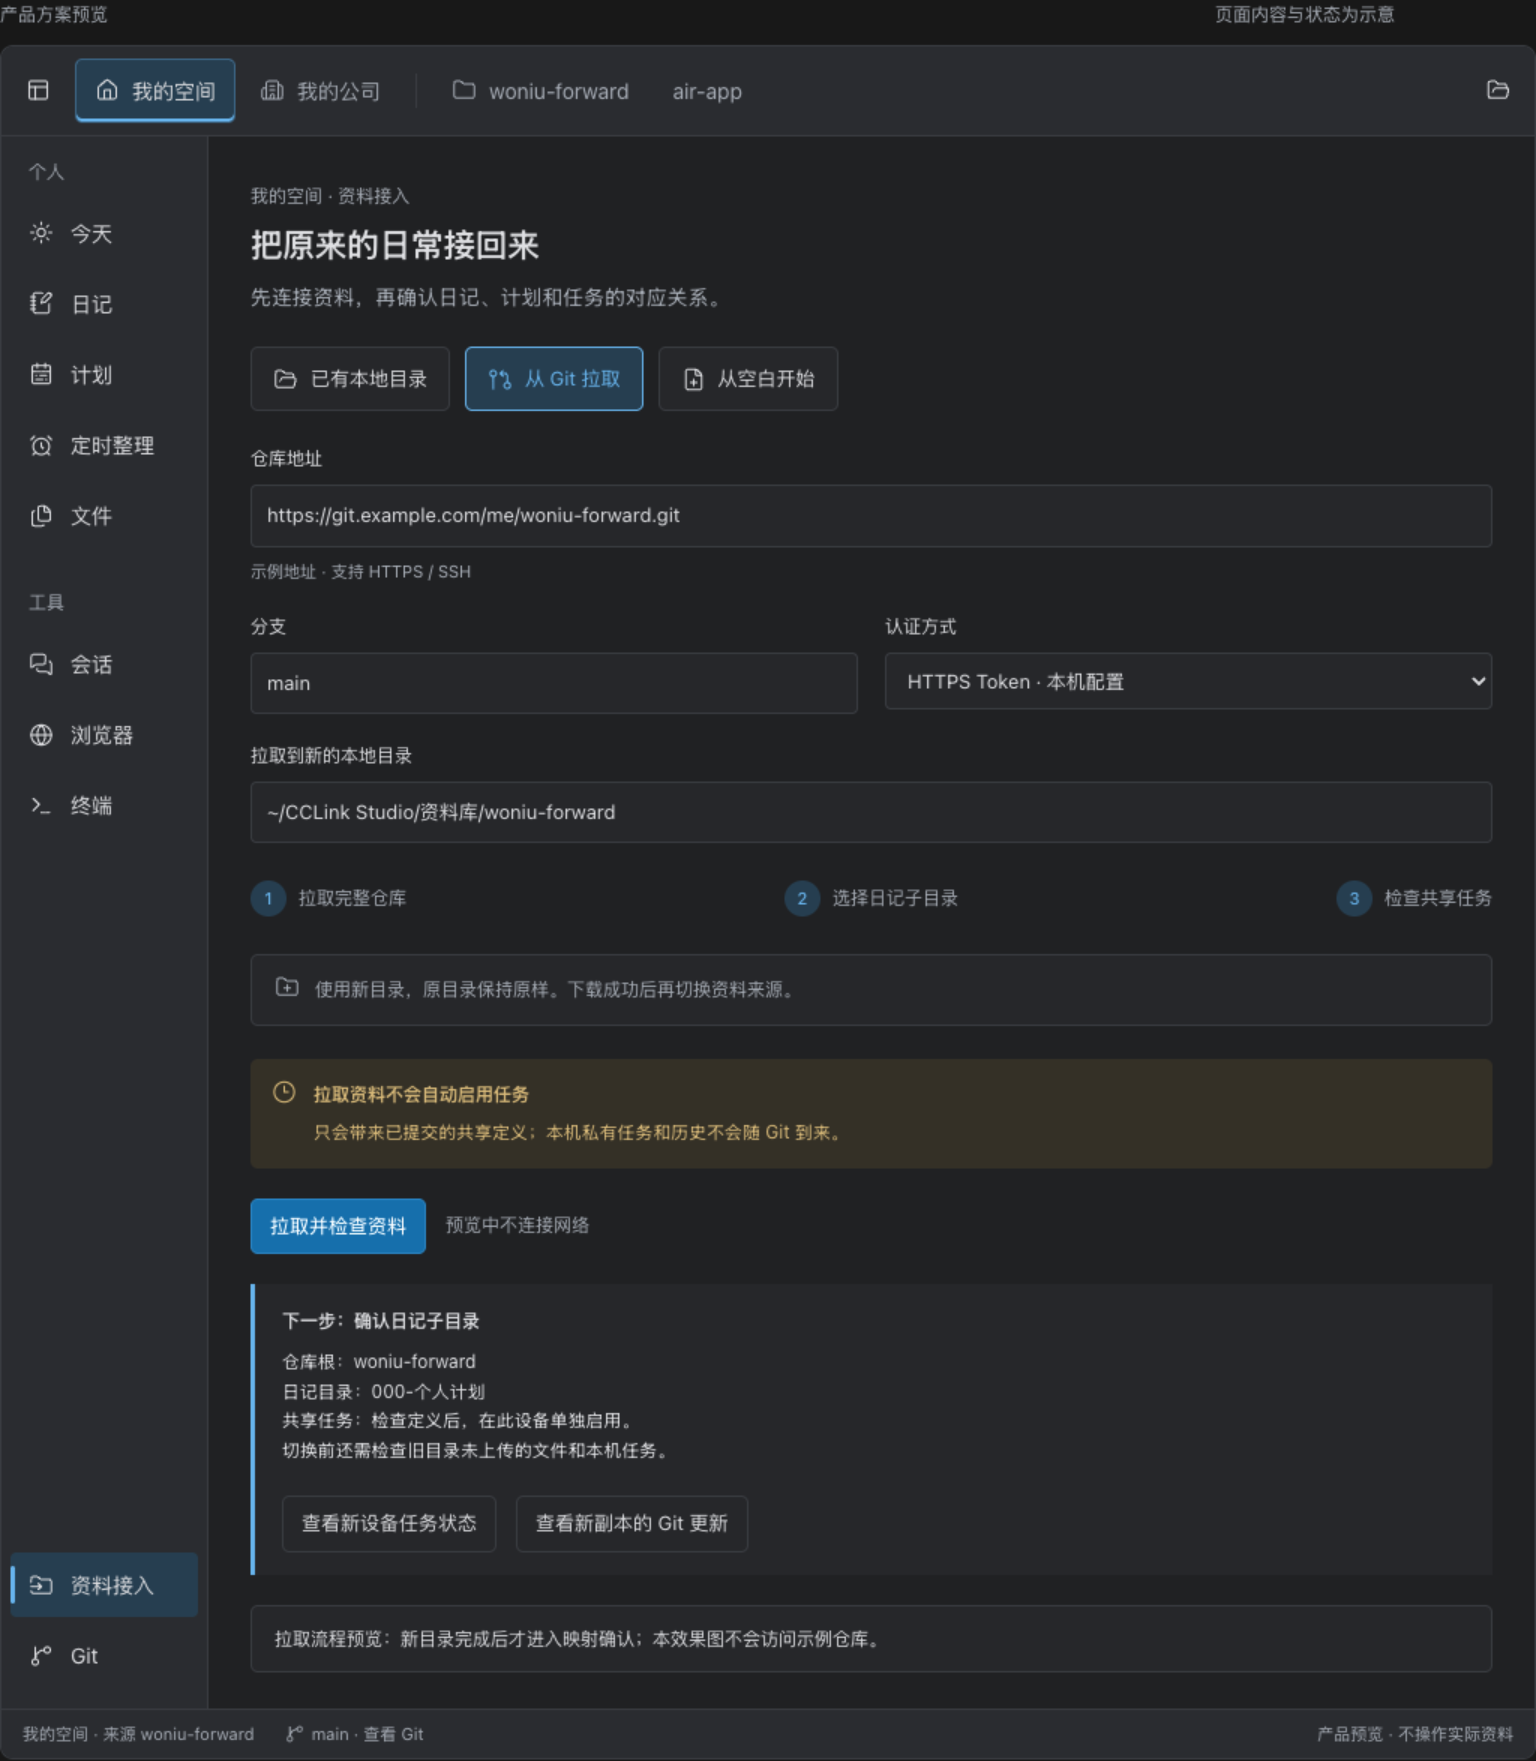 产品方案预览
页面内容与状态为示意
我的空间
我的公司
woniu-forward
air-app
个人
今天
日记
计划
定时整理
文件
工具
会话
浏览器
终端
资料接入
Git
我的空间 · 资料接入
把原来的日常接回来
先连接资料，再确认日记、计划和任务的对应关系。
已有本地目录
从 Git 拉取
从空白开始
仓库地址
https://git.example.com/me/woniu-forward.git
示例地址 · 支持 HTTPS / SSH
分支
认证方式
main
HTTPS Token · 本机配置
拉取到新的本地目录
~/CCLink Studio/资料库/woniu-forward
1 拉取完整仓库
2 选择日记子目录
3 检查共享任务
使用新目录，原目录保持原样。下载成功后再切换资料来源。
拉取资料不会自动启用任务
只会带来已提交的共享定义；本机私有任务和历史不会随 Git 到来。
拉取并检查资料
预览中不连接网络
下一步：确认日记子目录
仓库根：woniu-forward
日记目录：000-个人计划
共享任务：检查定义后，在此设备单独启用。
切换前还需检查旧目录未上传的文件和本机任务。
查看新设备任务状态
查看新副本的 Git 更新
拉取流程预览：新目录完成后才进入映射确认；本效果图不会访问示例仓库。
我的空间 · 来源 woniu-forward
main · 查看 Git
产品预览 · 不操作实际资料